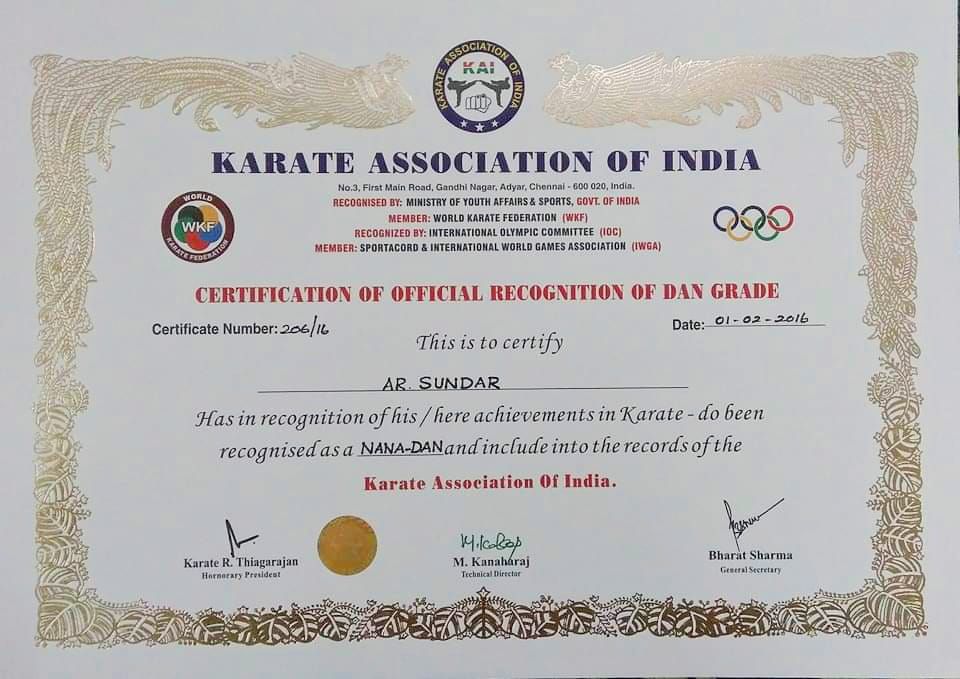 KARATE ASSOCIATION OF INDIA
KAI
KARATE ASSOCIATION OF INDIA
No.3, First Main Road, Gandhi Nagar, Adyar, Chennai - 600 020, India.
RECOGNISED BY: MINISTRY OF YOUTH AFFAIRS & SPORTS, GOVT. OF INDIA
MEMBER: WORLD KARATE FEDERATION (WKF)
RECOGNIZED BY: INTERNATIONAL OLYMPIC COMMITTEE (IOC)
MEMBER: SPORTACORD & INTERNATIONAL WORLD GAMES ASSOCIATION (IWGA)
WORLD
WKF
KARATE FEDERATION
CERTIFICATION OF OFFICIAL RECOGNITION OF DAN GRADE
Certificate Number: 206/16
Date: 01-02-2016
This is to certify
AR. SUNDAR
Has in recognition of his / here achievements in Karate - do been
recognised as a NANA-DAN and include into the records of the
Karate Association Of India.
Karate R. Thiagarajan
Hornorary President
M. Kanaharaj
Technical Director
Bharat Sharma
General Secretary